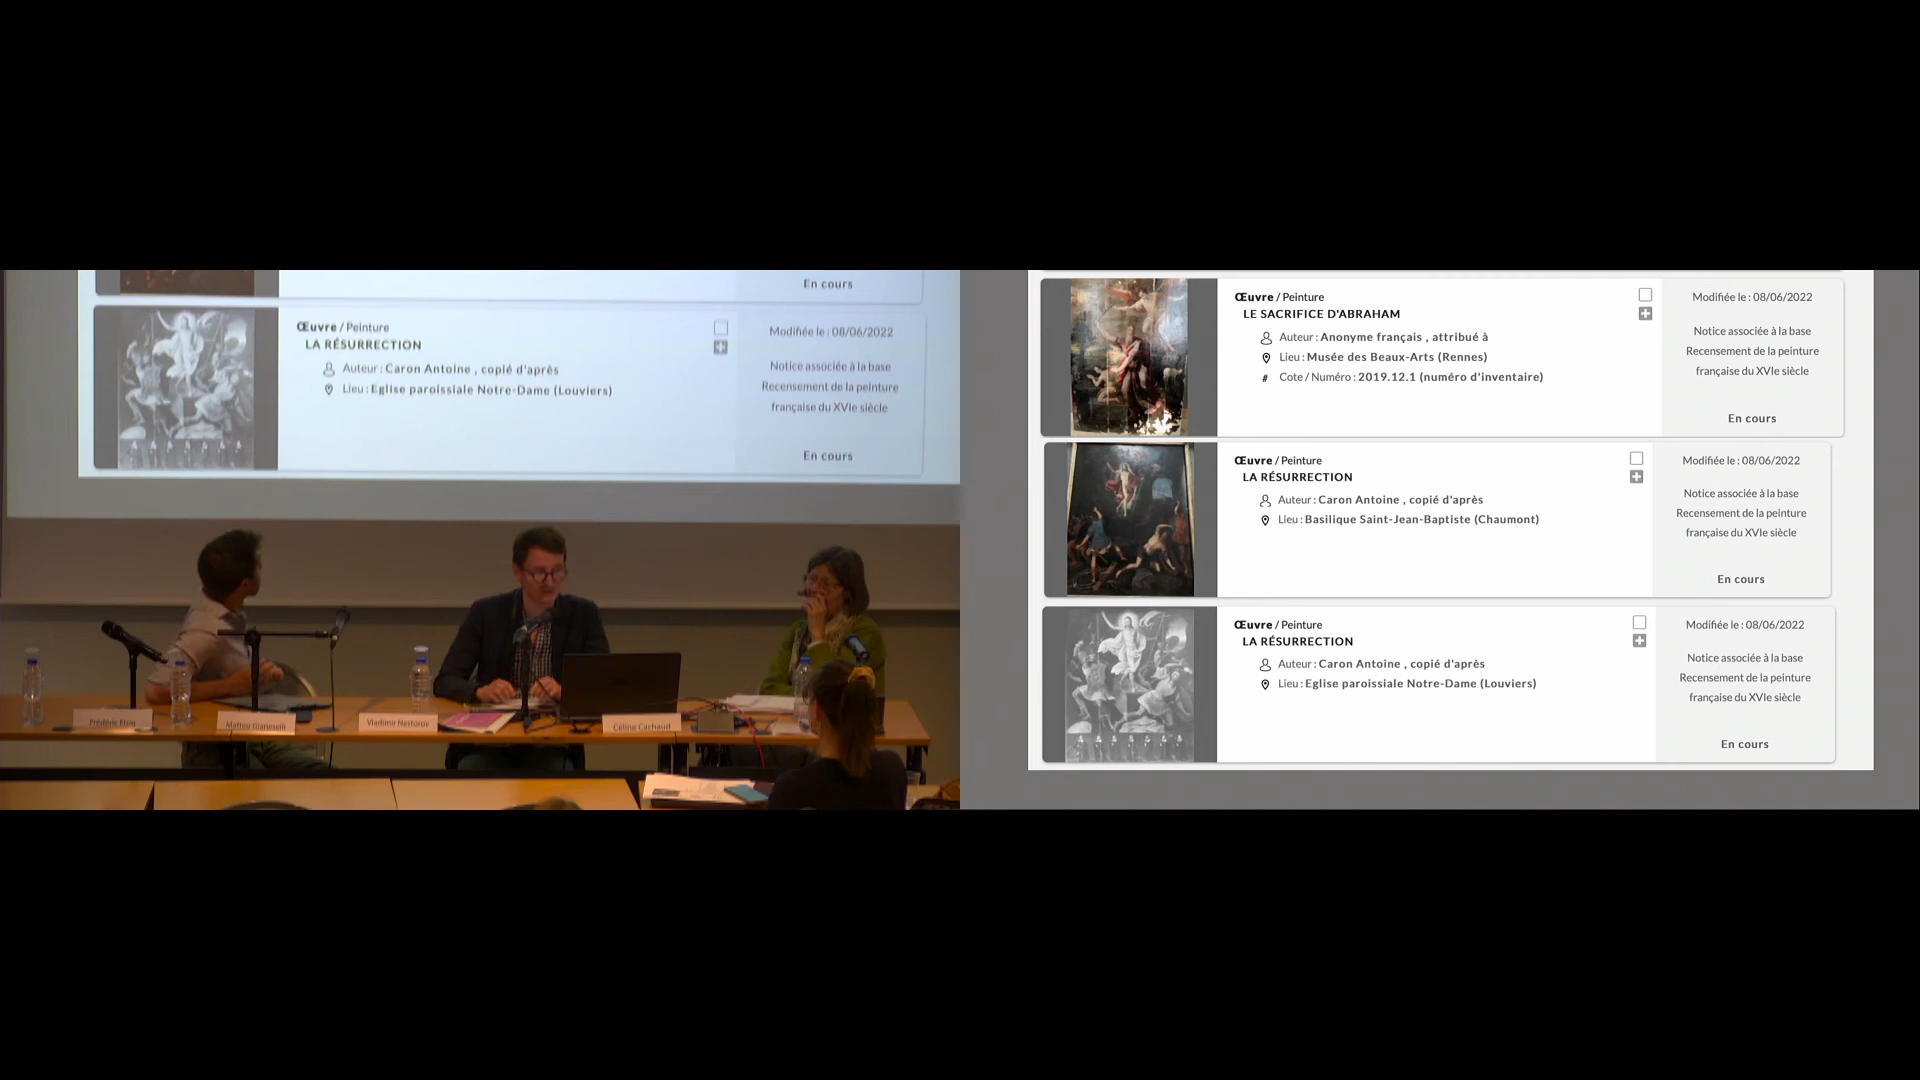 En cours
Œuvre / Peinture
LA RÉSURRECTION
Auteur : Caron Antoine , copié d'après
Lieu : Eglise paroissiale Notre-Dame (Louviers)
Modifiée le : 08/06/2022
Notice associée à la base
Recensement de la peinture
française du XVIe siècle
En cours
Frédéric Elsig
Matteo Gianeselli
Vladimir Nestorov
Céline Cachaud
Œuvre / Peinture
LE SACRIFICE D'ABRAHAM
Auteur : Anonyme français , attribué à
Lieu : Musée des Beaux-Arts (Rennes)
# Cote / Numéro : 2019.12.1 (numéro d'inventaire)
Modifiée le : 08/06/2022
Notice associée à la base
Recensement de la peinture
française du XVIe siècle
En cours
Œuvre / Peinture
LA RÉSURRECTION
Auteur : Caron Antoine , copié d'après
Lieu : Basilique Saint-Jean-Baptiste (Chaumont)
Modifiée le : 08/06/2022
Notice associée à la base
Recensement de la peinture
française du XVIe siècle
En cours
Œuvre / Peinture
LA RÉSURRECTION
Auteur : Caron Antoine , copié d'après
Lieu : Eglise paroissiale Notre-Dame (Louviers)
Modifiée le : 08/06/2022
Notice associée à la base
Recensement de la peinture
française du XVIe siècle
En cours